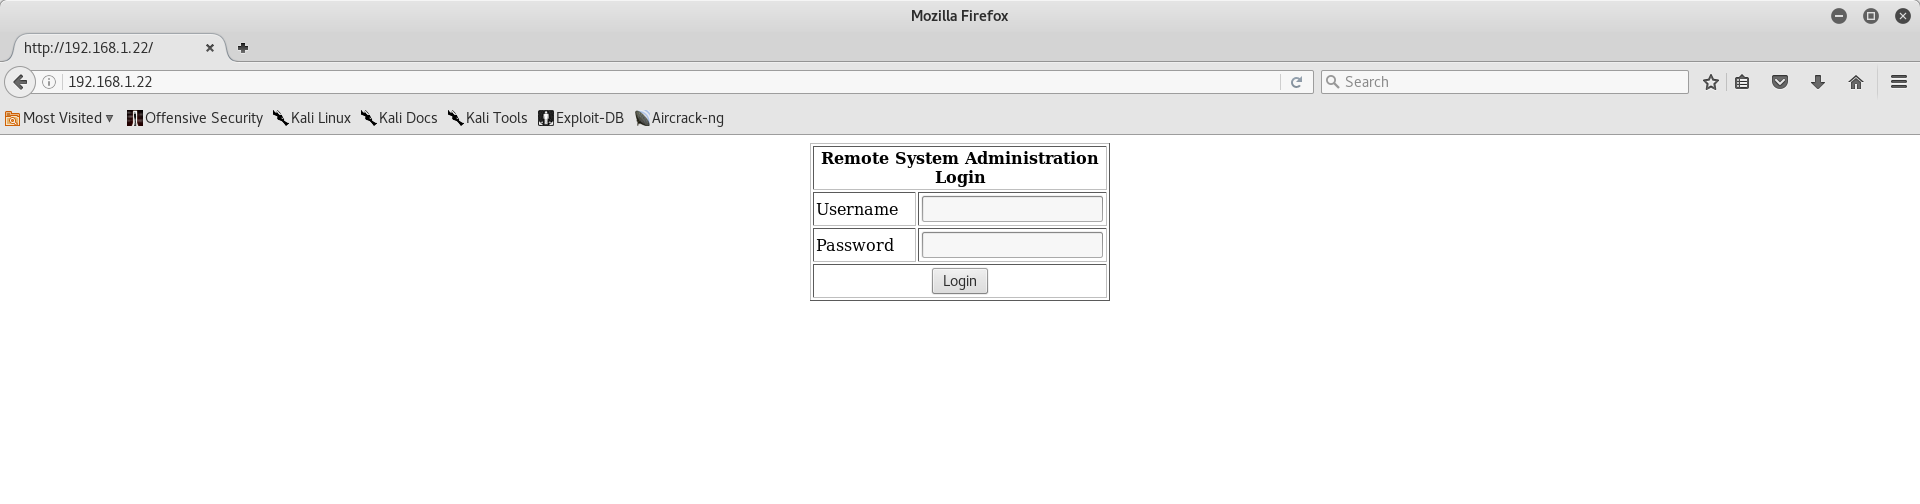 Mozilla Firefox
http://192.168.1.22/
192.168.1.22
Search
Most Visited Offensive Security Kali Linux Kali Docs Kali Tools Exploit-DB Aircrack-ng
Remote System Administration
Login
Username
Password
Login